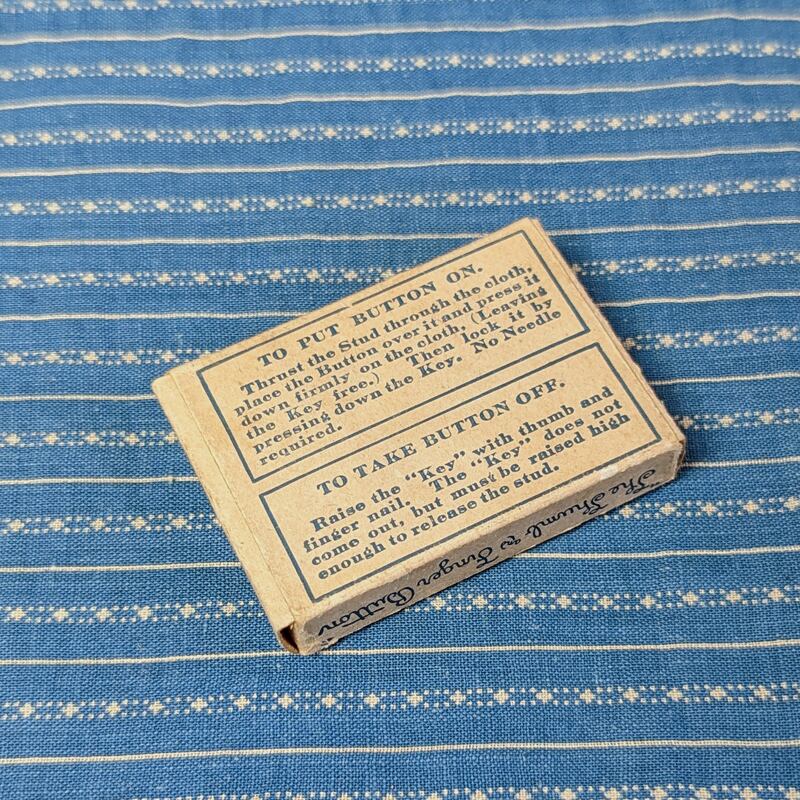 TO PUT BUTTON ON.
Thrust the Stud through the cloth,
place the Button over it and press it
down firmly on the cloth, (Leaving
the Key free.) Then lock it by
pressing down the Key. No Needle
required.
TO TAKE BUTTON OFF.
Raise the “Key” with thumb and
finger nail. The “Key” does not
come out, but must be raised high
enough to release the stud.
"The Thumb & Finger Button"